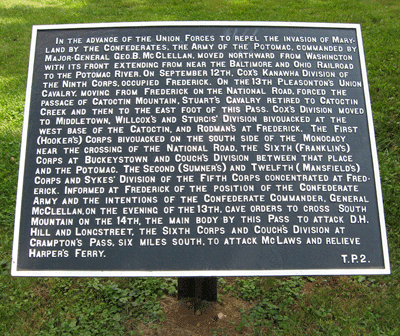 IN THE ADVANCE OF THE UNION FORCES TO REPEL THE INVASION OF MARY-
LAND BY THE CONFEDERATES, THE ARMY OF THE POTOMAC, COMMANDED BY
MAJOR-GENERAL GEO. B. MCCLELLAN, MOVED NORTHWARD FROM WASHINGTON
WITH ITS FRONT EXTENDING FROM NEAR THE BALTIMORE AND OHIO RAILROAD
TO THE POTOMAC RIVER. ON SEPTEMBER 12TH, COX'S KANAWHA DIVISION OF
THE NINTH CORPS, OCCUPIED FREDERICK. ON THE 13TH PLEASONTON'S UNION
CAVALRY, MOVING FROM FREDERICK ON THE NATIONAL ROAD, FORCED THE
PASSAGE OF CATOCTIN MOUNTAIN, STUART'S CAVALRY RETIRED TO CATOCTIN
CREEK AND THEN TO THE EAST FOOT OF THIS PASS. COX'S DIVISION MOVED
TO MIDDLETOWN, WILLCOX'S AND STURGIS' DIVISION BIVOUACKED AT THE
WEST BASE OF THE CATOCTIN, AND RODMAN'S AT FREDERICK. THE FIRST
(HOOKER'S) CORPS BIVOUACKED ON THE SOUTH SIDE OF THE MONOCACY
NEAR THE CROSSING OF THE NATIONAL ROAD, THE SIXTH (FRANKLIN'S)
CORPS AT BUCKEYSTOWN AND COUCH'S DIVISION BETWEEN THAT PLACE
AND THE POTOMAC. THE SECOND (SUMNER'S) AND TWELFTH (MANSFIELD'S)
CORPS AND SYKES' DIVISION OF THE FIFTH CORPS CONCENTRATED AT FRED-
ERICK. INFORMED AT FREDERICK OF THE POSITION OF THE CONFEDERATE
ARMY AND THE INTENTIONS OF THE CONFEDERATE COMMANDER, GENERAL
MCCLELLAN, ON THE EVENING OF THE 13TH, GAVE ORDERS TO CROSS SOUTH
MOUNTAIN ON THE 14TH, THE MAIN BODY BY THIS PASS TO ATTACK D.H.
HILL AND LONGSTREET, THE SIXTH CORPS AND COUCH'S DIVISION AT
CRAMPTON'S PASS, SIX MILES SOUTH, TO ATTACK MCLAWS AND RELIEVE
HARPER'S FERRY.
T.P.2.